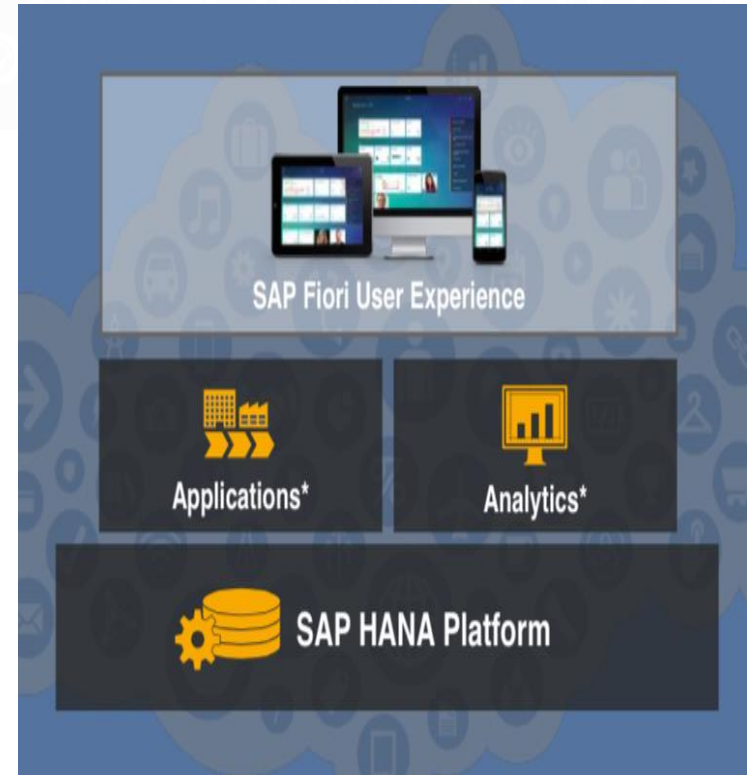 SAP Fiori User Experience
Applications*
Analytics*
SAP HANA Platform